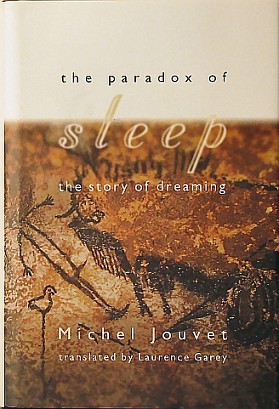 the paradox of
sleep
the story of dreaming
Michel Jouvet
translated by Laurence Garey